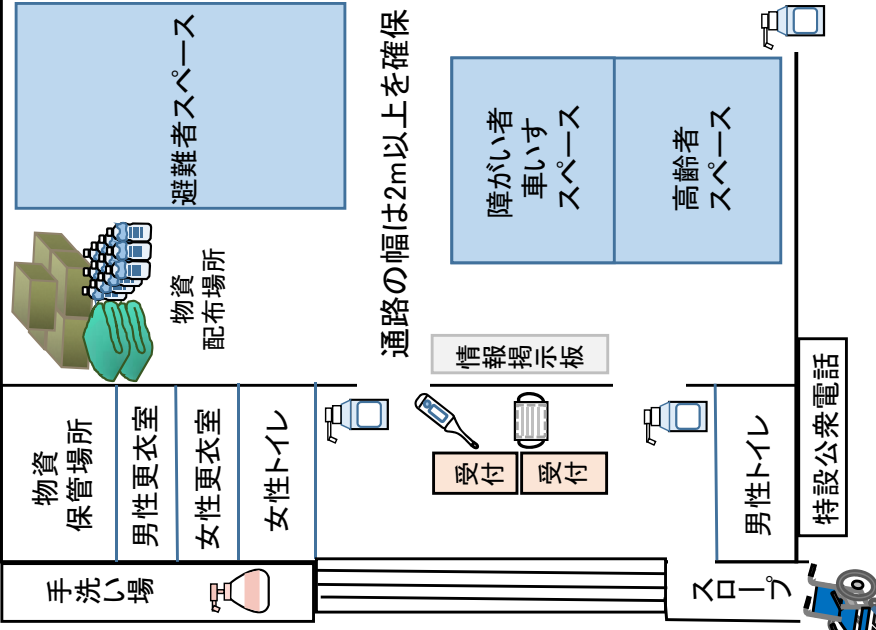 避難者スペース
通路の幅は2m以上を確保
障がい者
車いす
スペース
高齢者
スペース
物資
配布場所
情報
掲示板
物資
保管場所
男性更衣室
女性更衣室
女性トイレ
受付
受付
男性トイレ
特設公衆電話
手洗い場
スロープ